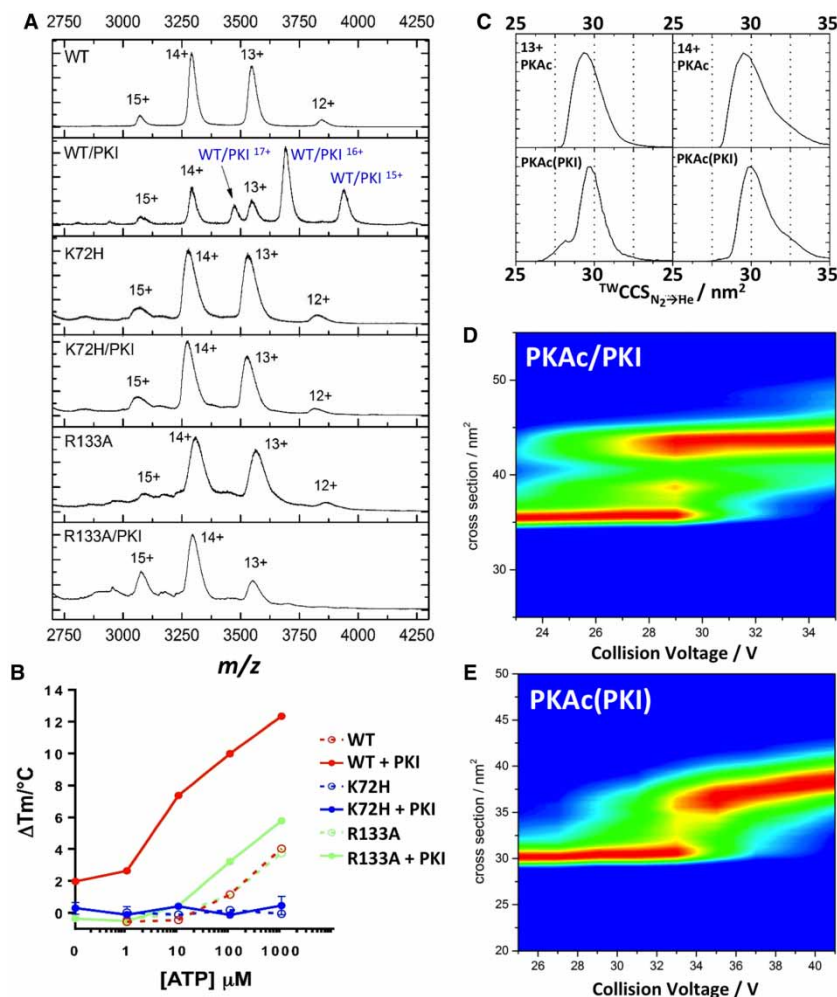 A
2700 3000 3250 3500 3750 4000 4250
WT
15+ 14+ 13+ 12+
WT/PKI
15+ 14+ WT/PKI 17+ 13+ WT/PKI 16+ WT/PKI 15+
K72H
15+ 14+ 13+ 12+
K72H/PKI
15+ 14+ 13+ 12+
R133A
15+ 14+ 13+ 12+
R133A/PKI
15+ 14+ 13+
2700 3000 3250 3500 3750 4000 4250
m/z
B
14
12
10
8
6
4
2
0
ΔTm/°C
0 1 10 100 1000
[ATP] μM
WT
WT + PKI
K72H
K72H + PKI
R133A
R133A + PKI
C
25 30 35 30 35
13+
PKAc
14+
PKAc
PKAc(PKI)
PKAc(PKI)
25 30 25 30 35
TWCCS N2→He / nm2
D
PKAc/PKI
50
40
30
cross section / nm2
24 26 28 30 32 34
Collision Voltage / V
E
PKAc(PKI)
50
45
40
35
30
25
20
cross section / nm2
26 28 30 32 34 36 38 40
Collision Voltage / V